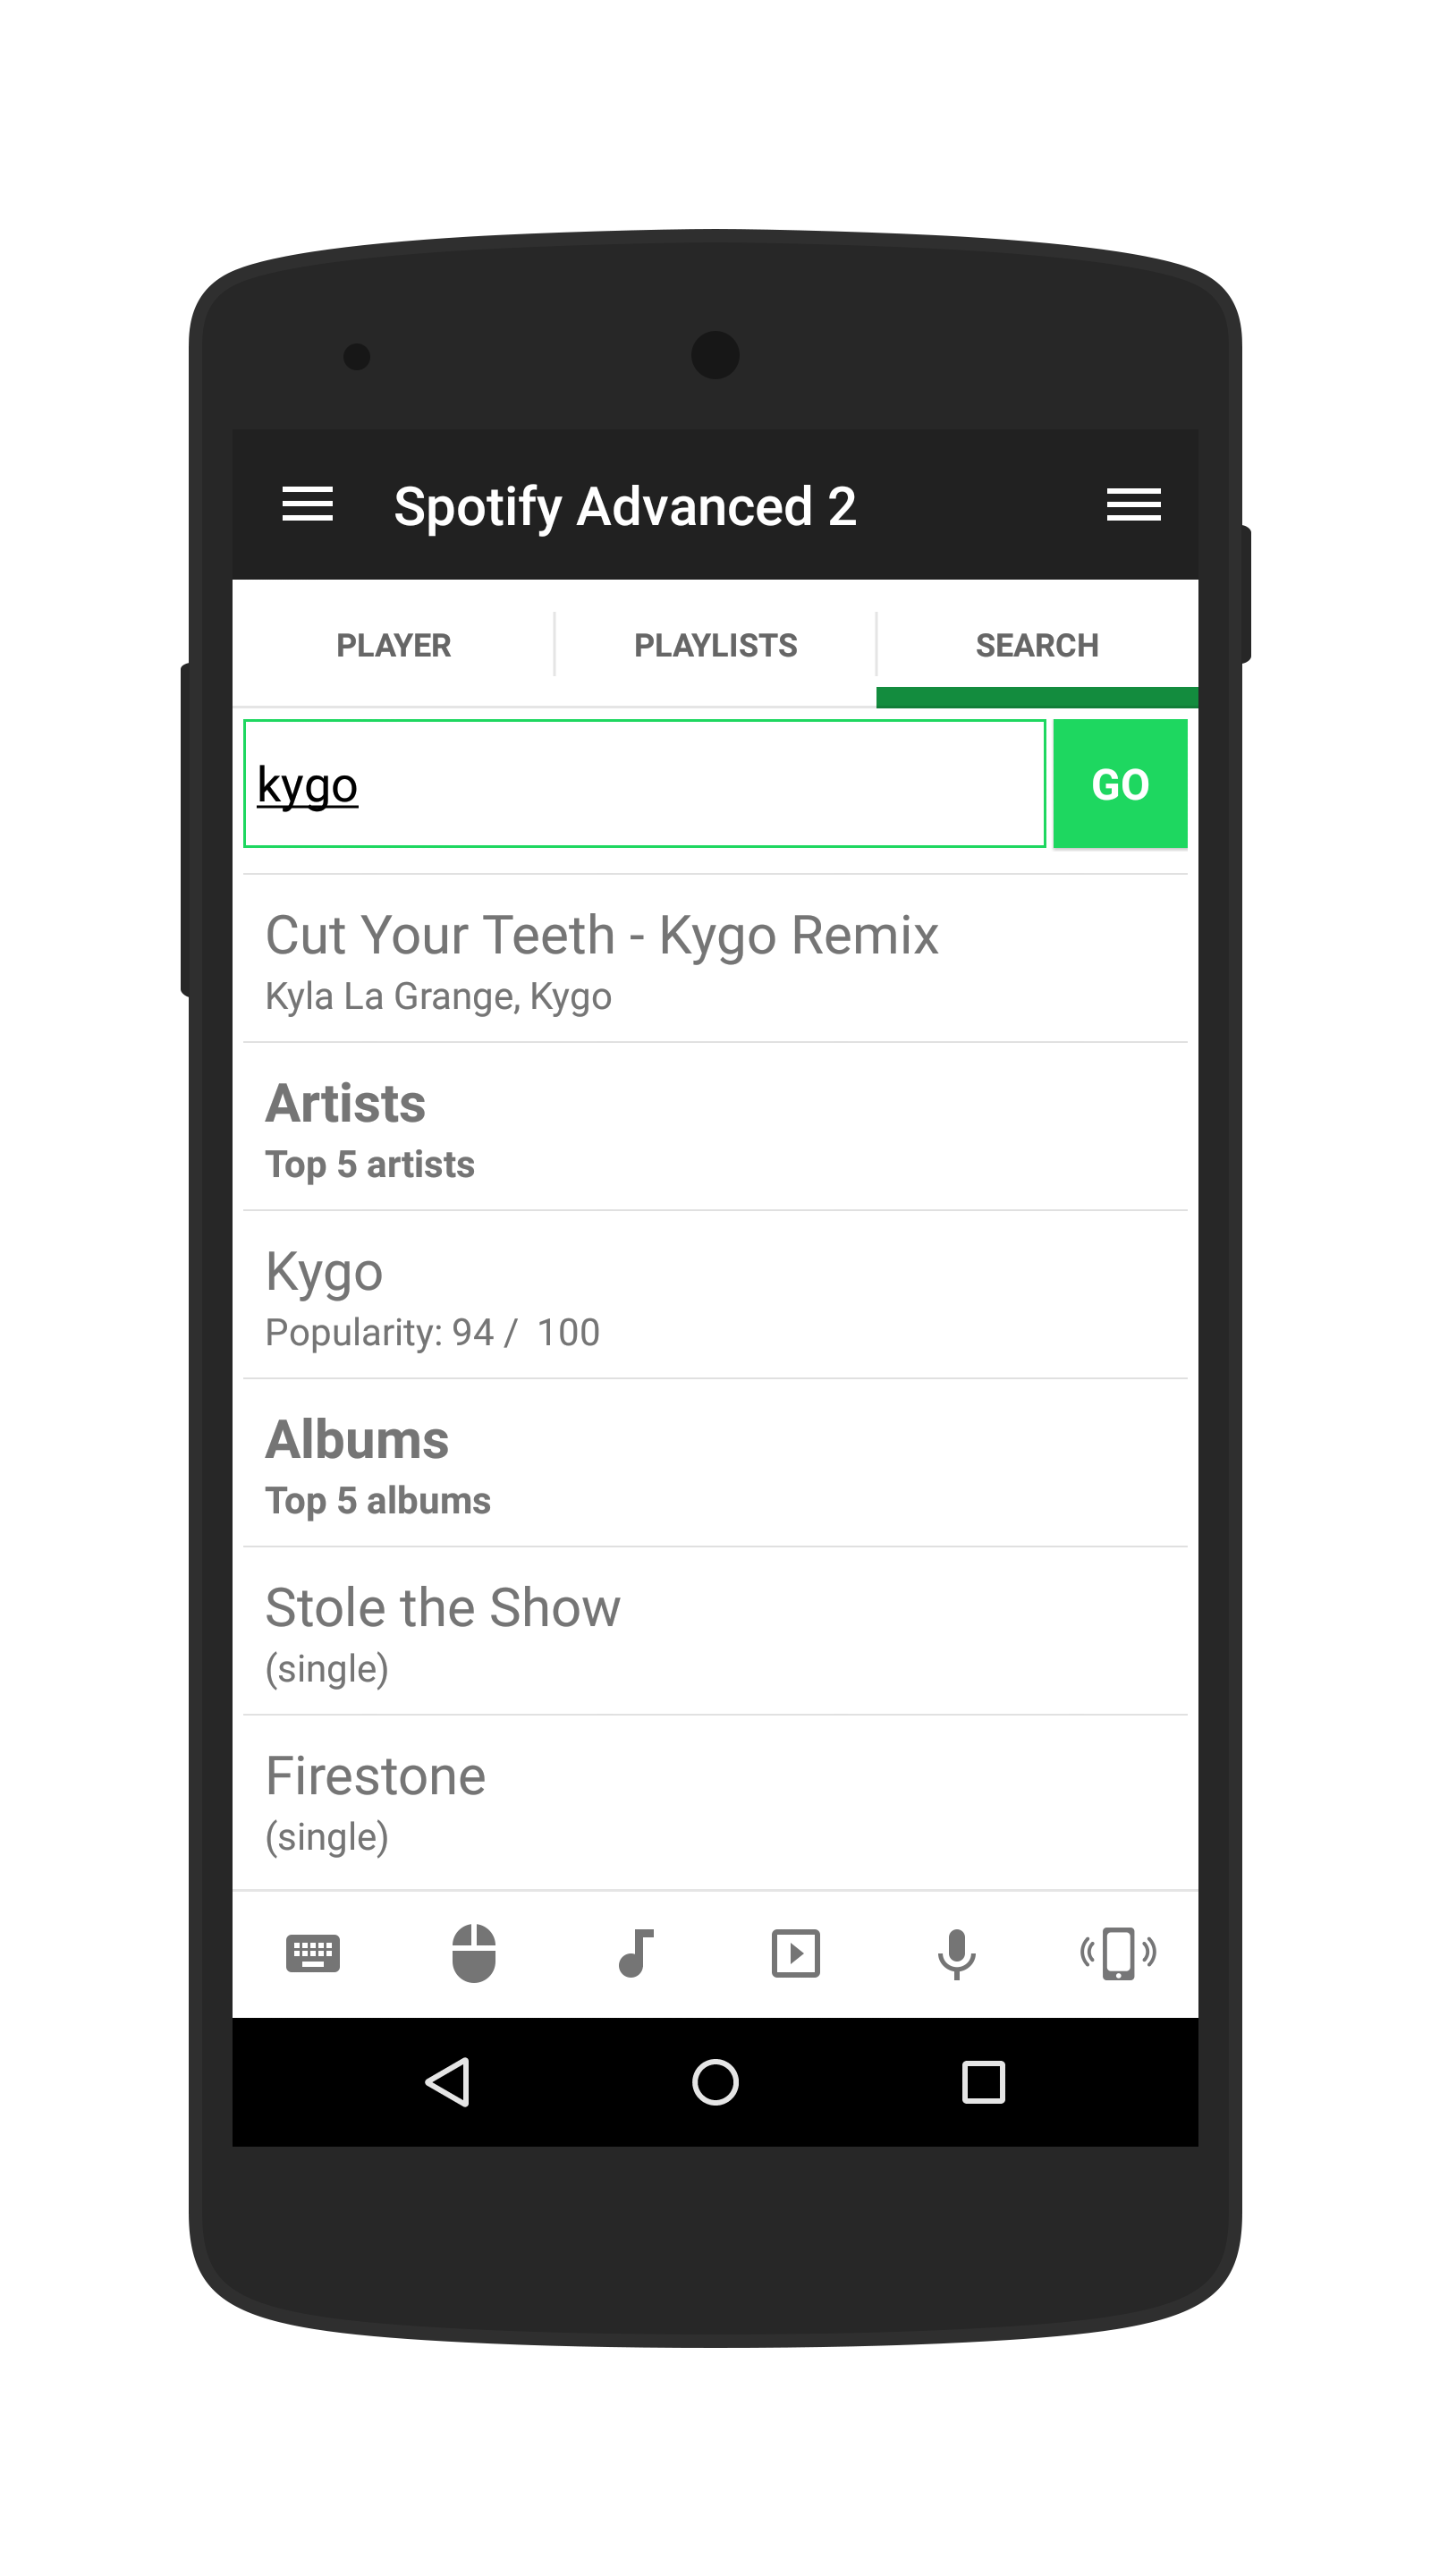 Spotify Advanced 2
PLAYER PLAYLISTS SEARCH
kygo GO
Cut Your Teeth - Kygo Remix
Kyla La Grange, Kygo
Artists
Top 5 artists
Kygo
Popularity: 94 /  100
Albums
Top 5 albums
Stole the Show
(single)
Firestone
(single)